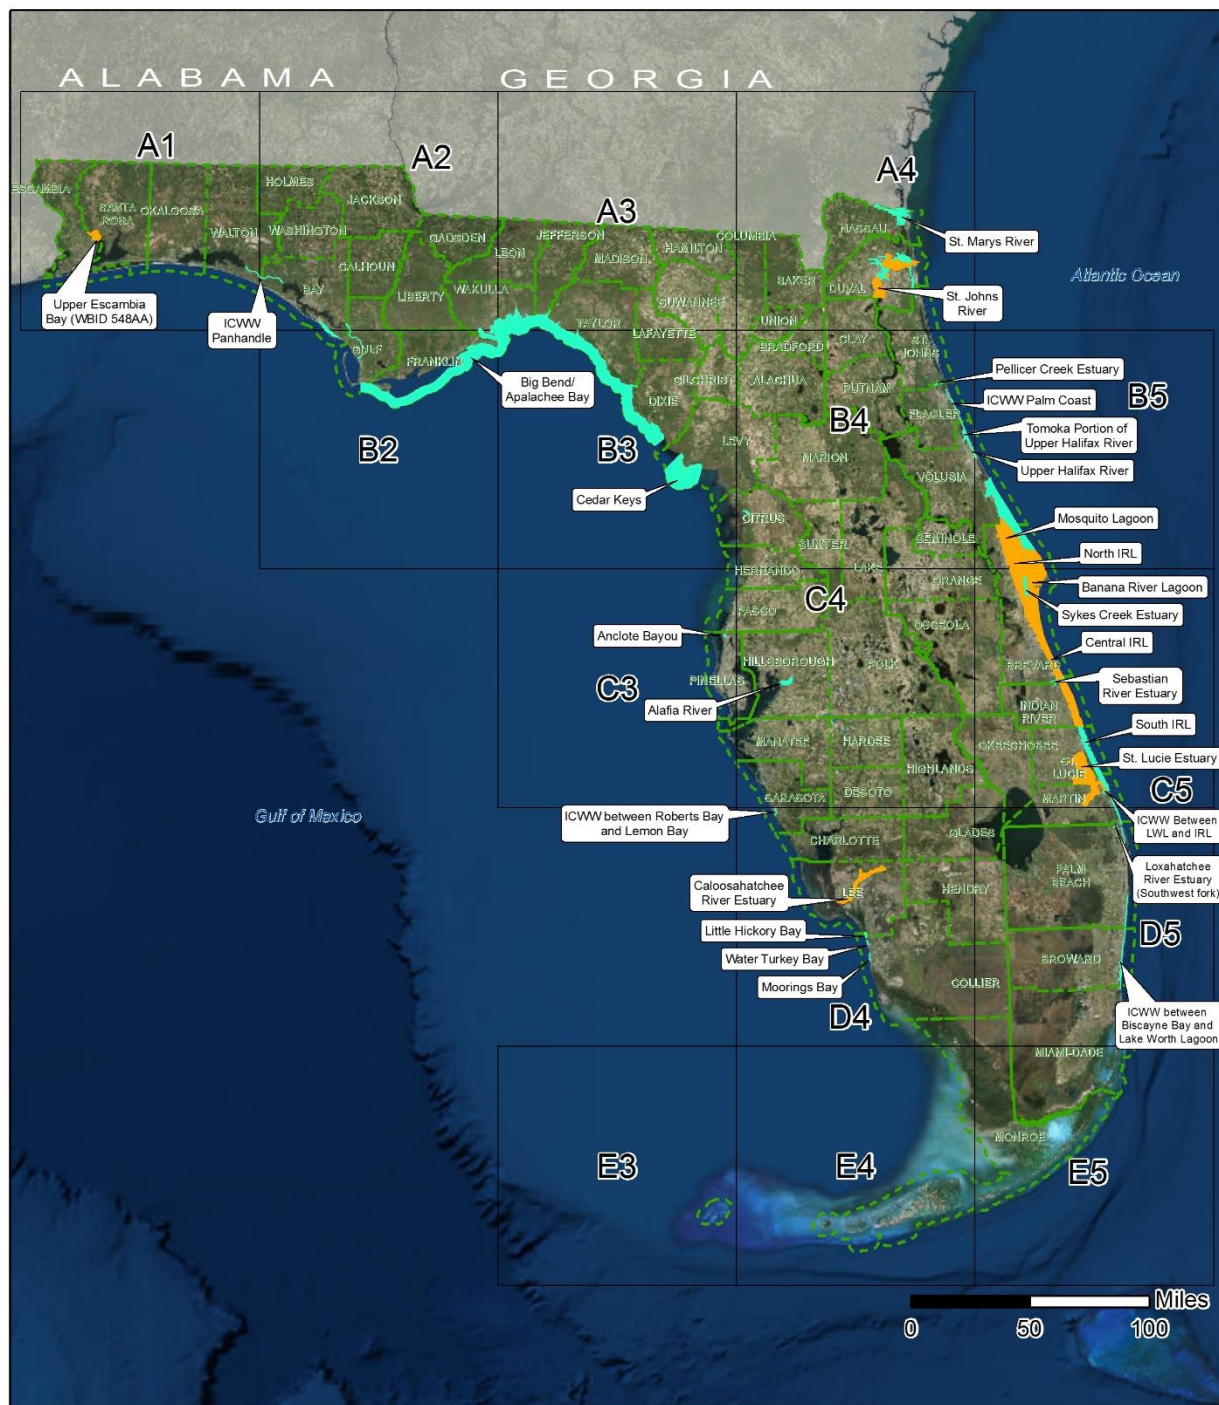 ALABAMA
GEORGIA
A1
A2
A3
A4
ESCAMBIA
SANTA
ROSA
OKALOOSA
WALTON
HOLMES
WASHINGTON
JACKSON
BAY
CALHOUN
GULF
LIBERTY
GADSDEN
LEON
WAKULLA
FRANKLIN
JEFFERSON
MADISON
TAYLOR
HAMILTON
SUWANNEE
LAFAYETTE
DIXIE
COLUMBIA
GILCHRIST
BAKER
UNION
BRADFORD
ALACHUA
LEVY
NASSAU
DUVAL
CLAY
ST.
JOHNS
PUTNAM
FLAGLER
MARION
VOLUSIA
St. Marys River
St. Johns
River
Atlantic Ocean
Upper Escambia
Bay (WBID 548AA)
ICWW
Panhandle
Big Bend/
Apalachee Bay
Pellicer Creek Estuary
ICWW Palm Coast
Tomoka Portion of
Upper Halifax River
Upper Halifax River
B2
B3
B4
B5
Cedar Keys
Mosquito Lagoon
North IRL
Banana River Lagoon
Sykes Creek Estuary
Central IRL
Sebastian
River Estuary
South IRL
St. Lucie Estuary
CITRUS
SUMTER
HERNANDO
LAKE
SEMINOLE
ORANGE
PASCO
OSCEOLA
HILLSBOROUGH
POLK
PINELLAS
BREVARD
INDIAN
RIVER
MANATEE
HARDEE
HIGHLANDS
OKEECHOBEE
ST.
LUCIE
SARASOTA
DESOTO
MARTIN
C3
C4
C5
Anclote Bayou
Alafia River
Gulf of Mexico
ICWW between Roberts Bay
and Lemon Bay
ICWW Between
LWL and IRL
Loxahatchee
River Estuary
(Southwest fork)
CHARLOTTE
GLADES
LEE
HENDRY
PALM
BEACH
BROWARD
COLLIER
MIAMI-DADE
MONROE
Caloosahatchee
River Estuary
Little Hickory Bay
Water Turkey Bay
Moorings Bay
ICWW between
Biscayne Bay and
Lake Worth Lagoon
D4
D5
E3
E4
E5
Miles
0
50
100